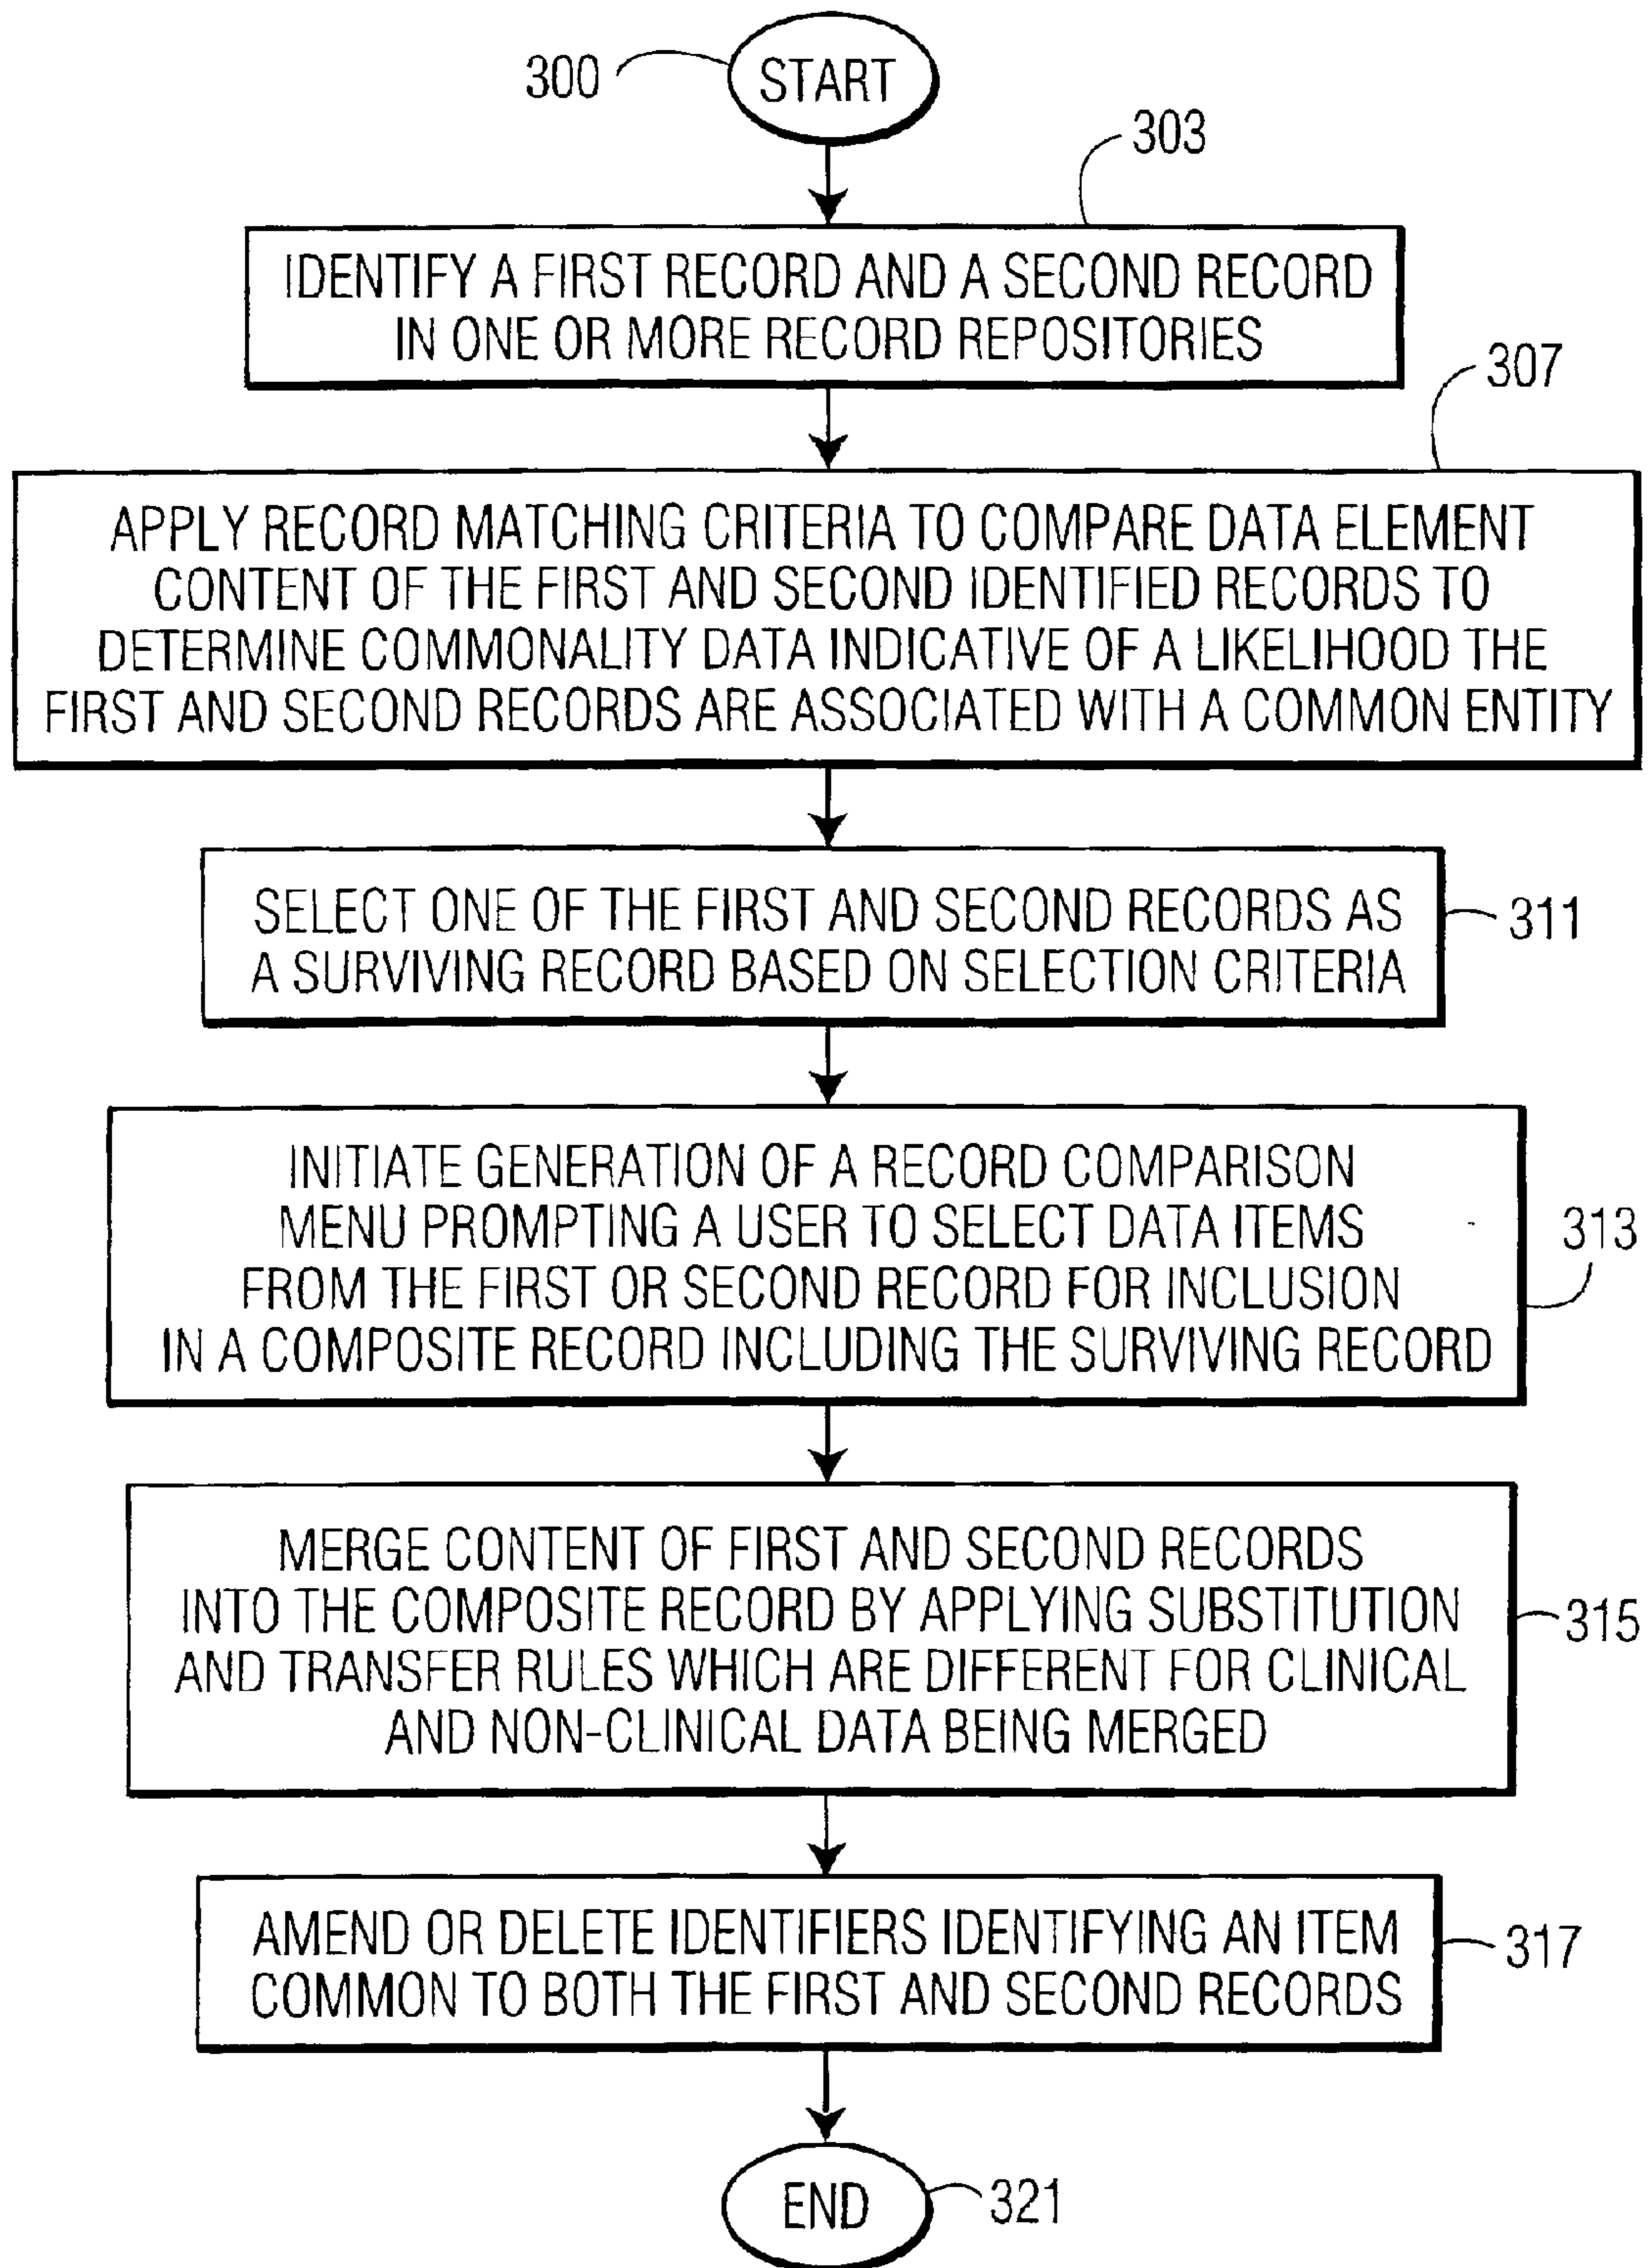 300
START
303
IDENTIFY A FIRST RECORD AND A SECOND RECORD
IN ONE OR MORE RECORD REPOSITORIES
307
APPLY RECORD MATCHING CRITERIA TO COMPARE DATA ELEMENT
CONTENT OF THE FIRST AND SECOND IDENTIFIED RECORDS TO
DETERMINE COMMONALITY DATA INDICATIVE OF A LIKELIHOOD THE
FIRST AND SECOND RECORDS ARE ASSOCIATED WITH A COMMON ENTITY
SELECT ONE OF THE FIRST AND SECOND RECORDS AS
A SURVIVING RECORD BASED ON SELECTION CRITERIA
311
INITIATE GENERATION OF A RECORD COMPARISON
MENU PROMPTING A USER TO SELECT DATA ITEMS
FROM THE FIRST OR SECOND RECORD FOR INCLUSION
IN A COMPOSITE RECORD INCLUDING THE SURVIVING RECORD
313
MERGE CONTENT OF FIRST AND SECOND RECORDS
INTO THE COMPOSITE RECORD BY APPLYING SUBSTITUTION
AND TRANSFER RULES WHICH ARE DIFFERENT FOR CLINICAL
AND NON-CLINICAL DATA BEING MERGED
315
AMEND OR DELETE IDENTIFIERS IDENTIFYING AN ITEM
COMMON TO BOTH THE FIRST AND SECOND RECORDS
317
END
321